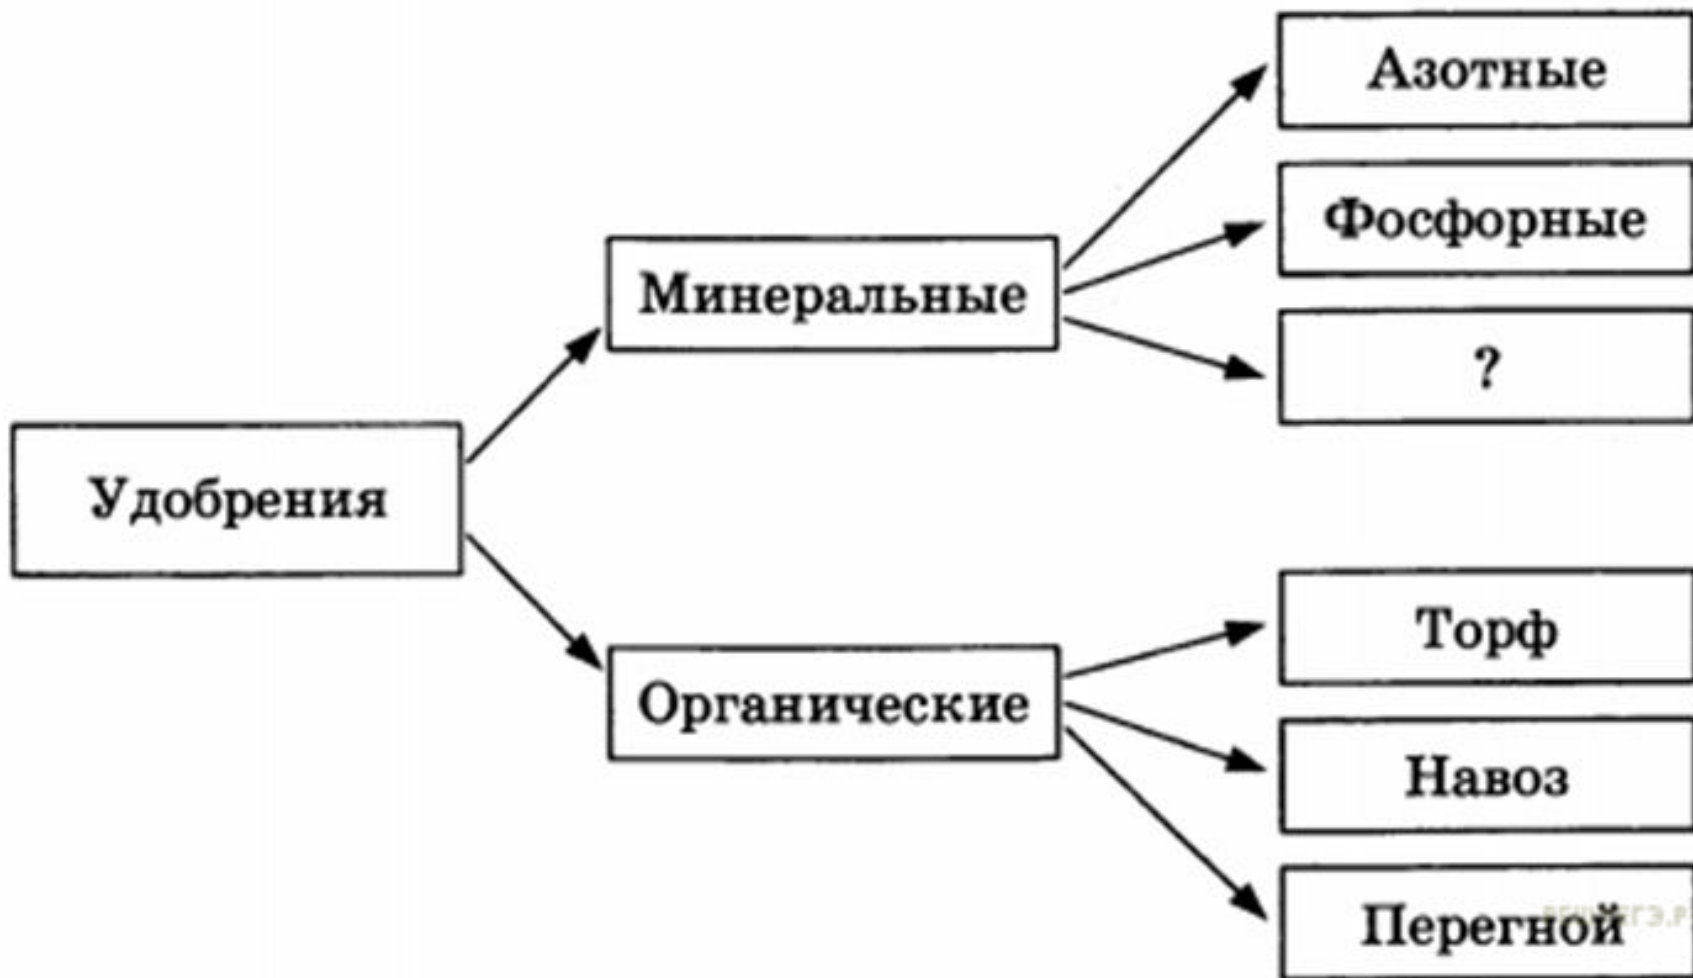 Азотные
Фосфорные
Минеральные
?
Удобрения
Торф
Органические
Навоз
Перегной